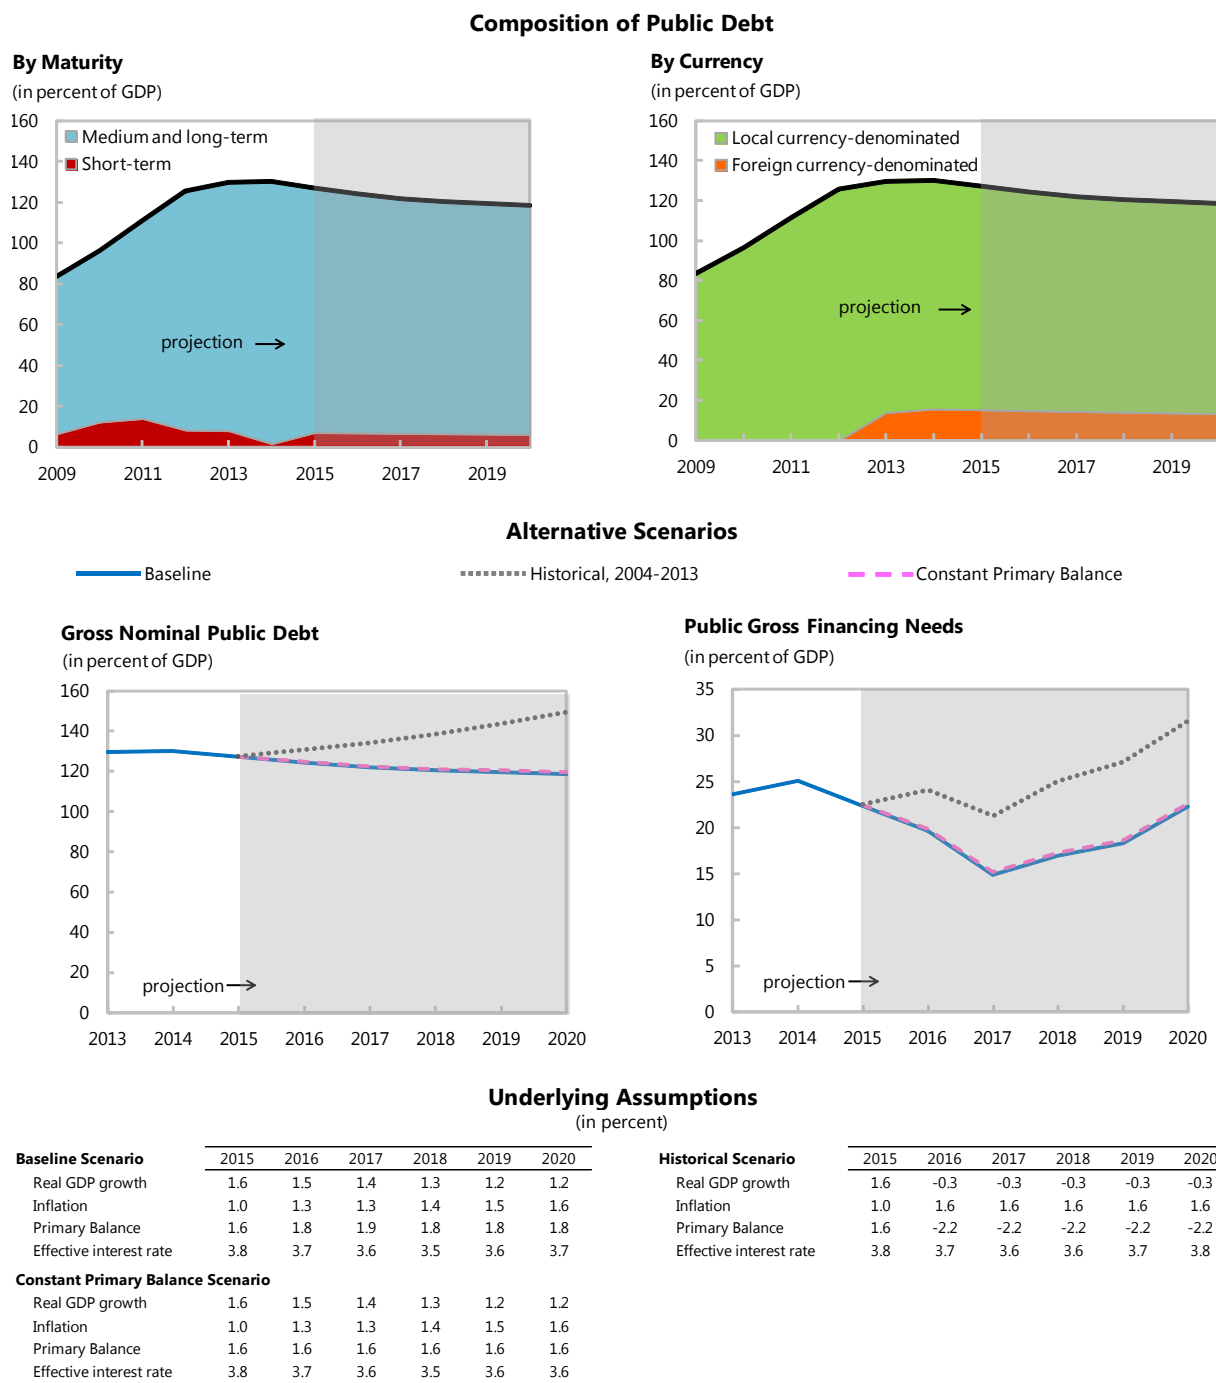 Composition of Public Debt
By Maturity
(in percent of GDP)
160
140
120
100
80
60
40
20
0
Medium and long-term
Short-term
projection
2009 2011 2013 2015 2017 2019
By Currency
(in percent of GDP)
160
140
120
100
80
60
40
20
0
Local currency-denominated
Foreign currency-denominated
projection
2009 2011 2013 2015 2017 2019
Alternative Scenarios
Baseline Historical, 2004-2013 Constant Primary Balance
Gross Nominal Public Debt
(in percent of GDP)
160
140
120
100
80
60
40
20
0
projection
2013 2014 2015 2016 2017 2018 2019 2020
Public Gross Financing Needs
(in percent of GDP)
35
30
25
20
15
10
5
0
projection
2013 2014 2015 2016 2017 2018 2019 2020
Underlying Assumptions
(in percent)
Baseline Scenario 2015 2016 2017 2018 2019 2020
Real GDP growth 1.6 1.5 1.4 1.3 1.2 1.2
Inflation 1.0 1.3 1.3 1.4 1.5 1.6
Primary Balance 1.6 1.8 1.9 1.8 1.8 1.8
Effective interest rate 3.8 3.7 3.6 3.5 3.6 3.7
Constant Primary Balance Scenario
Real GDP growth 1.6 1.5 1.4 1.3 1.2 1.2
Inflation 1.0 1.3 1.3 1.4 1.5 1.6
Primary Balance 1.6 1.6 1.6 1.6 1.6 1.6
Effective interest rate 3.8 3.7 3.6 3.5 3.6 3.6
Historical Scenario 2015 2016 2017 2018 2019 2020
Real GDP growth 1.6 -0.3 -0.3 -0.3 -0.3 -0.3
Inflation 1.0 1.6 1.6 1.6 1.6 1.6
Primary Balance 1.6 -2.2 -2.2 -2.2 -2.2 -2.2
Effective interest rate 3.8 3.7 3.6 3.6 3.7 3.8